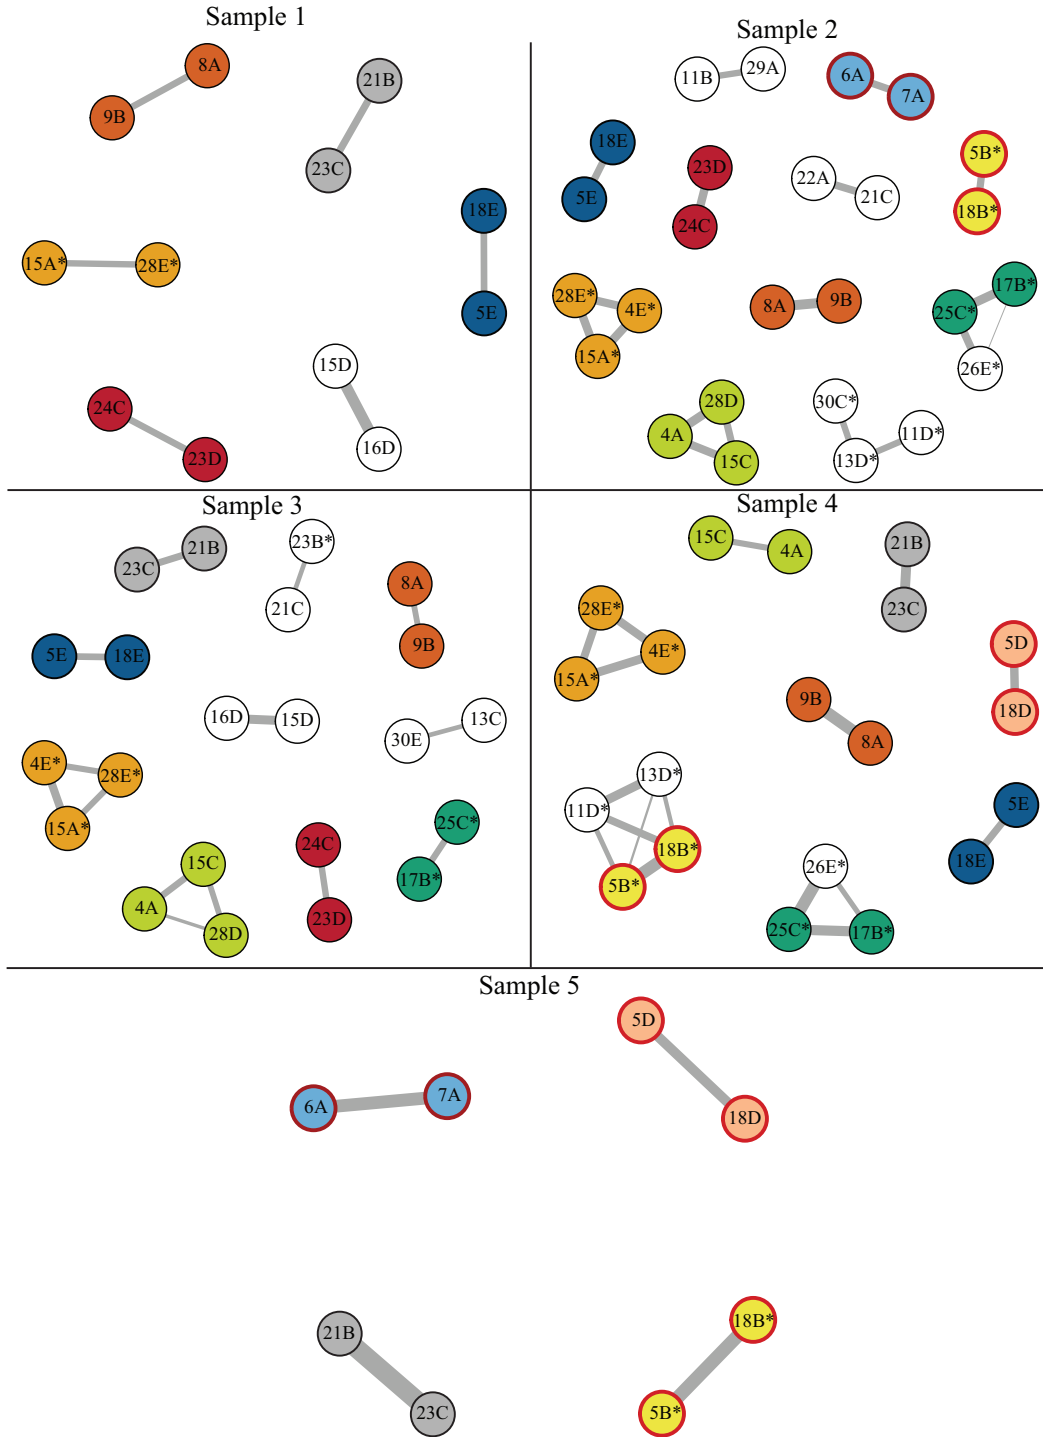 Sample 1
8A
9B
21B
23C
18E
5E
15A*
28E*
15D
16D
24C
23D
Sample 2
11B
29A
6A
7A
18E
5E
23D
24C
22A
21C
5B*
18B*
28E*
4E*
15A*
8A
9B
17B*
25C*
26E*
28D
4A
15C
30C*
11D*
13D*
Sample 3
23C
21B
23B*
21C
8A
9B
5E
18E
16D
15D
30E
13C
4E*
28E*
15A*
25C*
17B*
15C
4A
28D
24C
23D
Sample 4
15C
4A
21B
23C
28E*
4E*
15A*
5D
18D
9B
8A
13D*
11D*
18B*
5B*
5E
18E
26E*
25C*
17B*
Sample 5
5D
18D
6A
7A
21B
23C
18B*
5B*